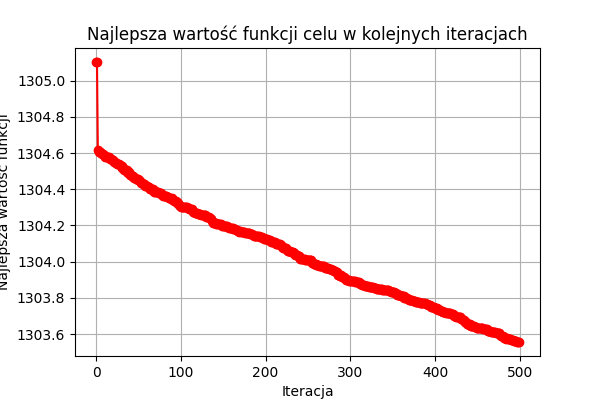 Najlepsza wartość funkcji celu w kolejnych iteracjach
Najlepsza wartość funkcji
1305.0
1304.8
1304.6
1304.4
1304.2
1304.0
1303.8
1303.6
0 100 200 300 400 500
Iteracja